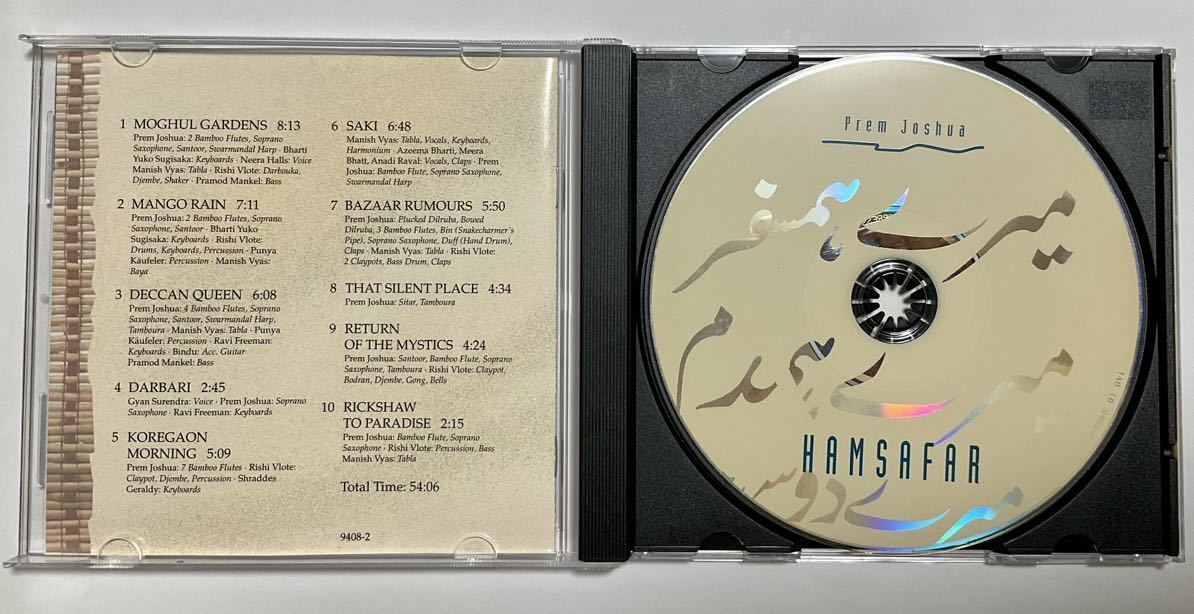 1 MOGHUL GARDENS 8:13
Prem Joshua: 2 Bamboo Flutes, Soprano
Saxophone, Santoor, Swarmandal Harp · Bharti
Yuko Sugisaka: Keyboards · Neera Halls: Voice
Manish Vyas: Tabla · Rishi Vlote: Darbouka,
Djembe, Shaker · Pramod Mankel: Bass
2 MANGO RAIN 7:11
Prem Joshua: 2 Bamboo Flutes, Soprano
Saxophone, Santoor · Bharti Yuko
Sugisaka: Keyboards · Rishi Vlote:
Drums, Keyboards, Percussion · Punya
Käufeler: Percussion · Manish Vyas:
Baya
3 DECCAN QUEEN 6:08
Prem Joshua: 4 Bamboo Flutes, Soprano
Saxophone, Santoor, Swarmandal Harp,
Tamboura · Manish Vyas: Tabla · Punya
Käufeler: Percussion · Ravi Freeman:
Keyboards · Bindu: Acc. Guitar
Pramod Mankel: Bass
4 DARBARI 2:45
Gyan Surendra: Voice · Prem Joshua: Soprano
Saxophone · Ravi Freeman: Keyboards
5 KOREGAON
MORNING 5:09
Prem Joshua: 7 Bamboo Flutes · Rishi Vlote:
Claypot, Djembe, Percussion · Shraddes
Geraldy: Keyboards
6 SAKI 6:48
Manish Vyas: Tabla, Vocals, Keyboards,
Harmonium · Azeema Bharti, Meera
Bhatt, Anadi Raval: Vocals, Claps · Prem
Joshua: Bamboo Flute, Soprano Saxophone,
Swarmandal Harp
7 BAZAAR RUMOURS 5:50
Prem Joshua: Plucked Dilruba, Bowed
Dilruba, 3 Bamboo Flutes, Bin (Snakecharmer's
Pipe), Soprano Saxophone, Duff (Hand Drum),
Claps · Manish Vyas: Tabla · Rishi Vlote:
2 Claypots, Bass Drum, Claps
8 THAT SILENT PLACE 4:34
Prem Joshua: Sitar, Tamboura
9 RETURN
OF THE MYSTICS 4:24
Prem Joshua: Santoor, Bamboo Flute, Soprano
Saxophone, Tamboura · Rishi Vlote: Claypot,
Bodran, Djembe, Gong, Bells
10 RICKSHAW
TO PARADISE 2:15
Prem Joshua: Bamboo Flute, Soprano
Saxophone · Rishi Vlote: Percussion, Bass
Manish Vyas: Tabla
Total Time: 54:06
9408-2
Prem Joshua
میرے ہمسفر
میرے ہمدم
HAMSAFAR
میرے دوست